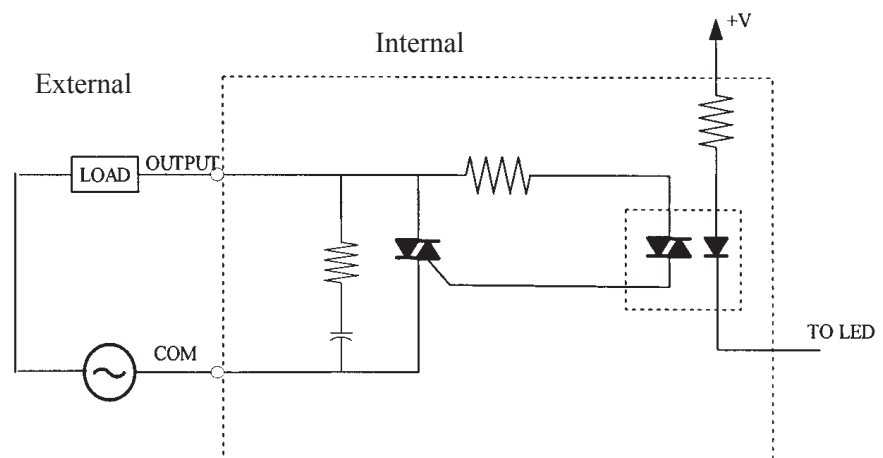 +V
Internal
External
LOAD
OUTPUT
COM
TO LED